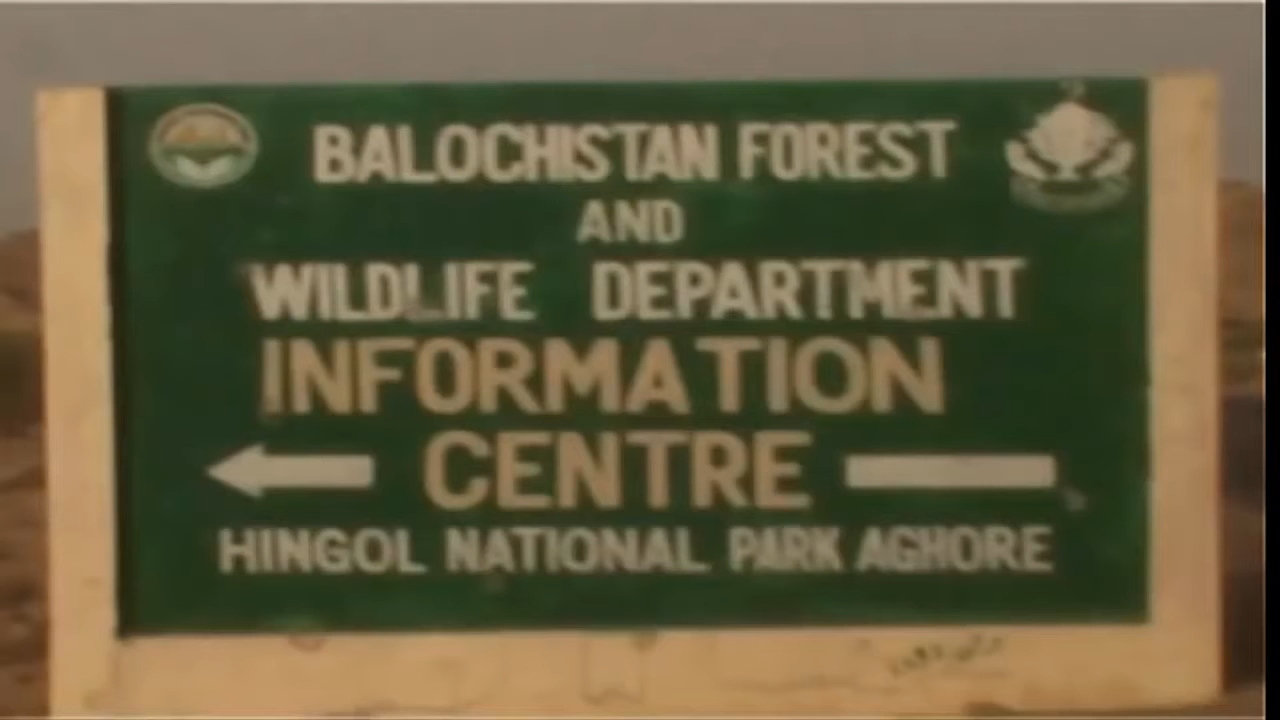 BALOCHISTAN FOREST
AND
WILDLIFE DEPARTMENT
INFORMATION
CENTRE
HINGOL NATIONAL PARK AGHORE